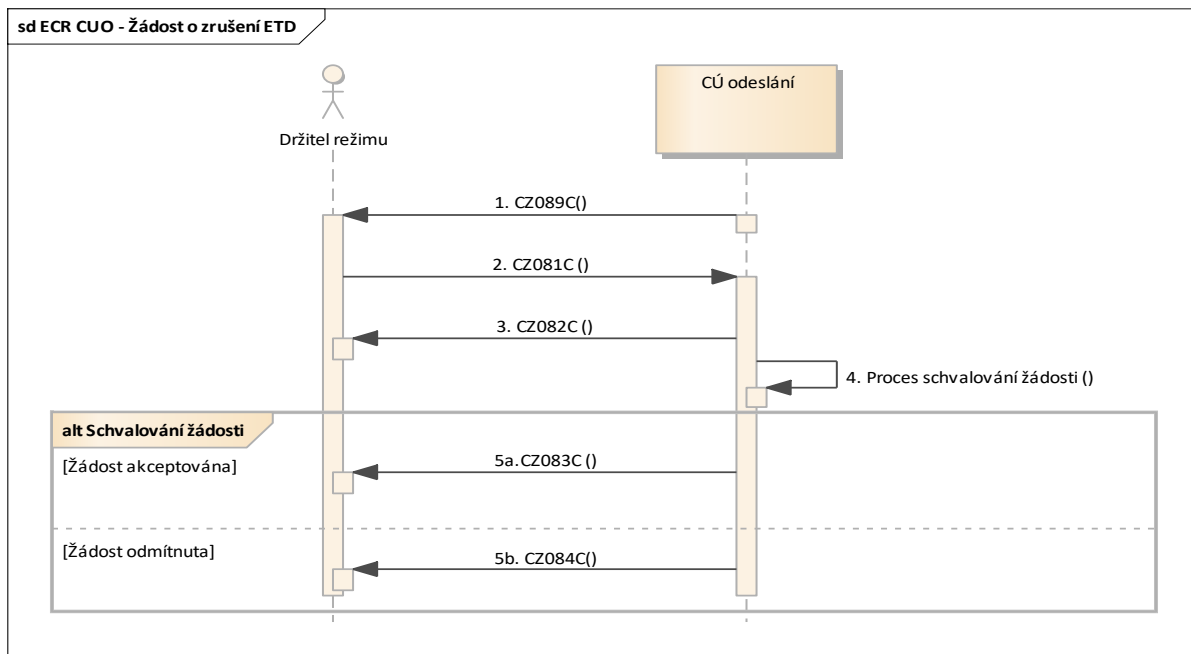 sd ECR CUO - Žádost o zrušení ETD
CÚ odeslání
Držitel režimu
1. CZ089C()
2. CZ081C ()
3. CZ082C ()
4. Proces schvalování žádosti ()
alt Schvalování žádosti
[Žádost akceptována]
5a.CZ083C ()
[Žádost odmítnuta]
5b. CZ084C()